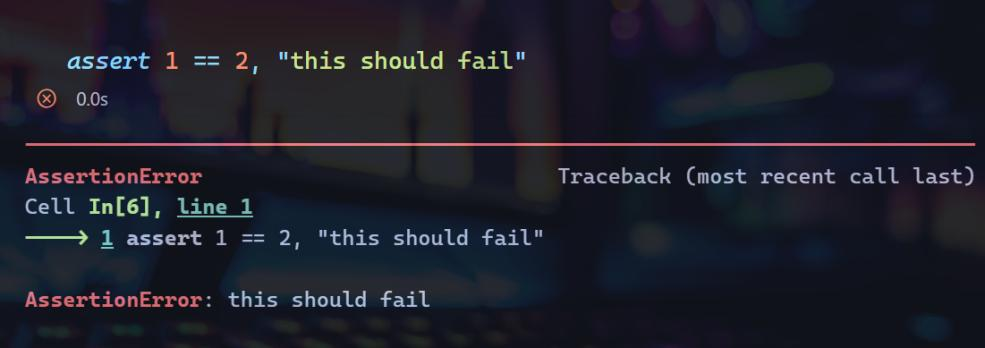 assert 1 == 2, "this should fail"
0.0s
AssertionError Traceback (most recent call last)
Cell In[6], line 1
----> 1 assert 1 == 2, "this should fail"
AssertionError: this should fail